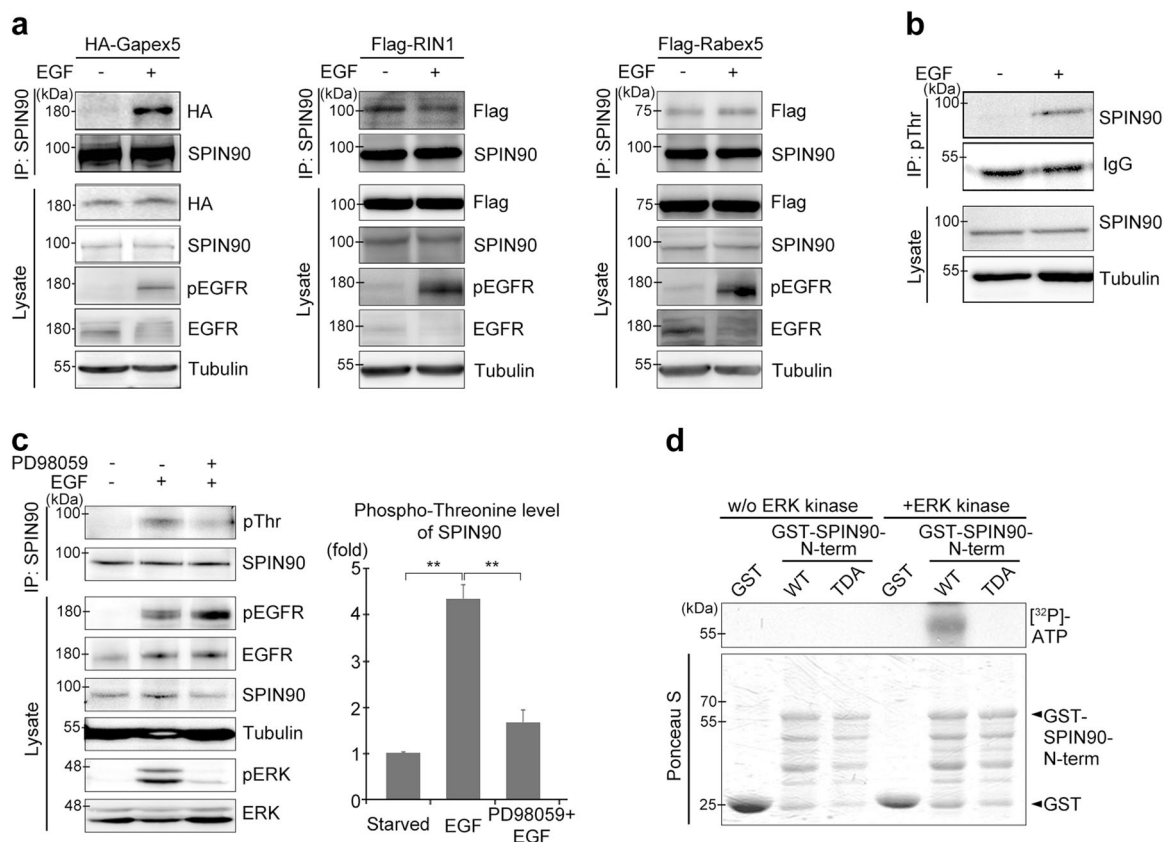 a
HA-Gapex5
EGF - +
(kDa)
IP: SPIN90
180 HA
100 SPIN90
Lysate
180 HA
100 SPIN90
180 pEGFR
180 EGFR
55 Tubulin
Flag-RIN1
EGF - +
(kDa)
IP: SPIN90
100 Flag
100 SPIN90
Lysate
100 Flag
100 SPIN90
180 pEGFR
180 EGFR
55 Tubulin
Flag-Rabex5
EGF - +
(kDa)
IP: SPIN90
75 Flag
100 SPIN90
Lysate
75 Flag
100 SPIN90
180 pEGFR
180 EGFR
55 Tubulin
b
EGF - +
(kDa)
IP: pThr
100 SPIN90
55 IgG
Lysate
100 SPIN90
55 Tubulin
c
PD98059 - - +
EGF - + +
(kDa)
IP: SPIN90
100 pThr
100 SPIN90
Lysate
180 pEGFR
180 EGFR
100 SPIN90
55 Tubulin
48 pERK
48 ERK
Phospho-Threonine level
of SPIN90
(fold)
5
4
3
2
1
0
** **
Starved EGF PD98059+
EGF
d
w/o ERK kinase +ERK kinase
GST-SPIN90- GST-SPIN90-
N-term N-term
GST WT TDA GST WT TDA
(kDa)
55
[32P]-
ATP
Ponceau S
70
55
25
GST-
SPIN90-
N-term
GST